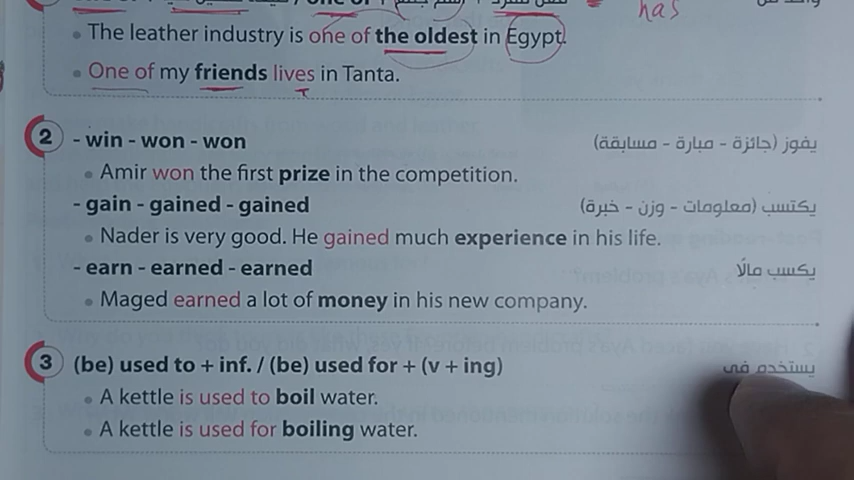 has
• The leather industry is one of the oldest in Egypt.
• One of my friends lives in Tanta.
2 - win - won - won يفوز (جائزة - مباراة - مسابقة)
• Amir won the first prize in the competition.
- gain - gained - gained يكتسب (معلومات - وزن - خبرة)
• Nader is very good. He gained much experience in his life.
- earn - earned - earned يكسب مالًا
• Maged earned a lot of money in his new company.
3 (be) used to + inf. / (be) used for + (v + ing) يستخدم فى
• A kettle is used to boil water.
• A kettle is used for boiling water.